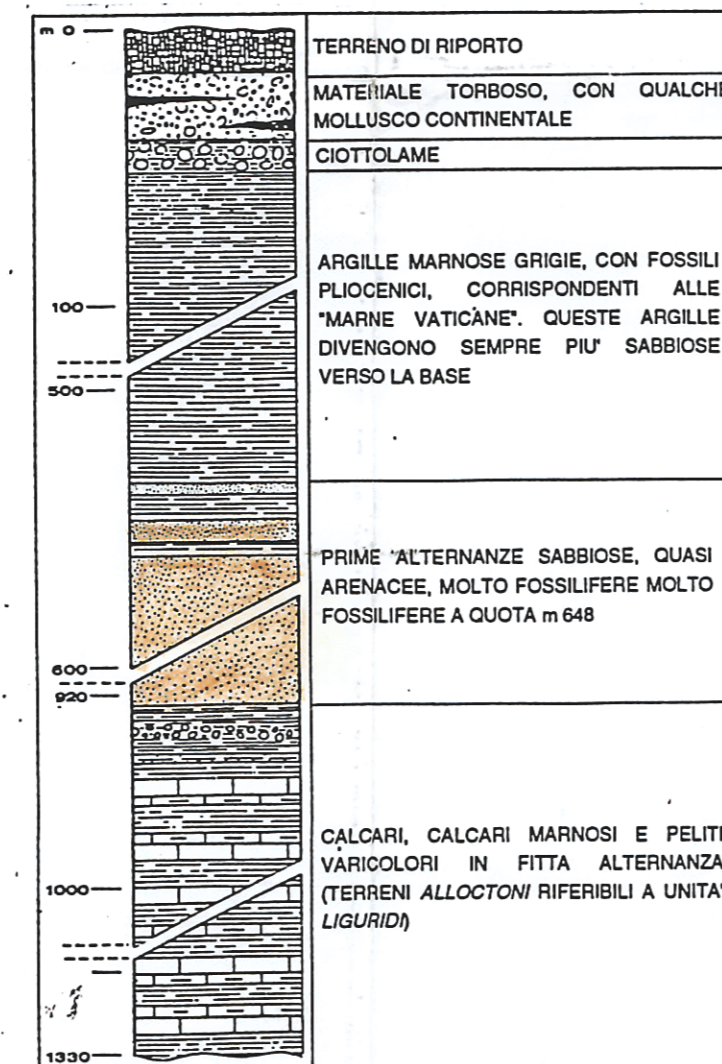 m 0
TERRENO DI RIPORTO
MATERIALE TORBOSO, CON QUALCHE
MOLLUSCO CONTINENTALE
CIOTTOLAME
ARGILLE MARNOSE GRIGIE, CON FOSSILI
PLIOCENICI, CORRISPONDENTI ALLE
"MARNE VATICANE". QUESTE ARGILLE
DIVENGONO SEMPRE PIU' SABBIOSE
VERSO LA BASE
100
500
PRIME ALTERNANZE SABBIOSE, QUASI
ARENACEE, MOLTO FOSSILIFERE MOLTO
FOSSILIFERE A QUOTA m 648
600
920
CALCARI, CALCARI MARNOSI E PELITI
VARICOLORI IN FITTA ALTERNANZA
(TERRENI ALLOCTONI RIFERIBILI A UNITA'
LIGURIDI)
1000
1330